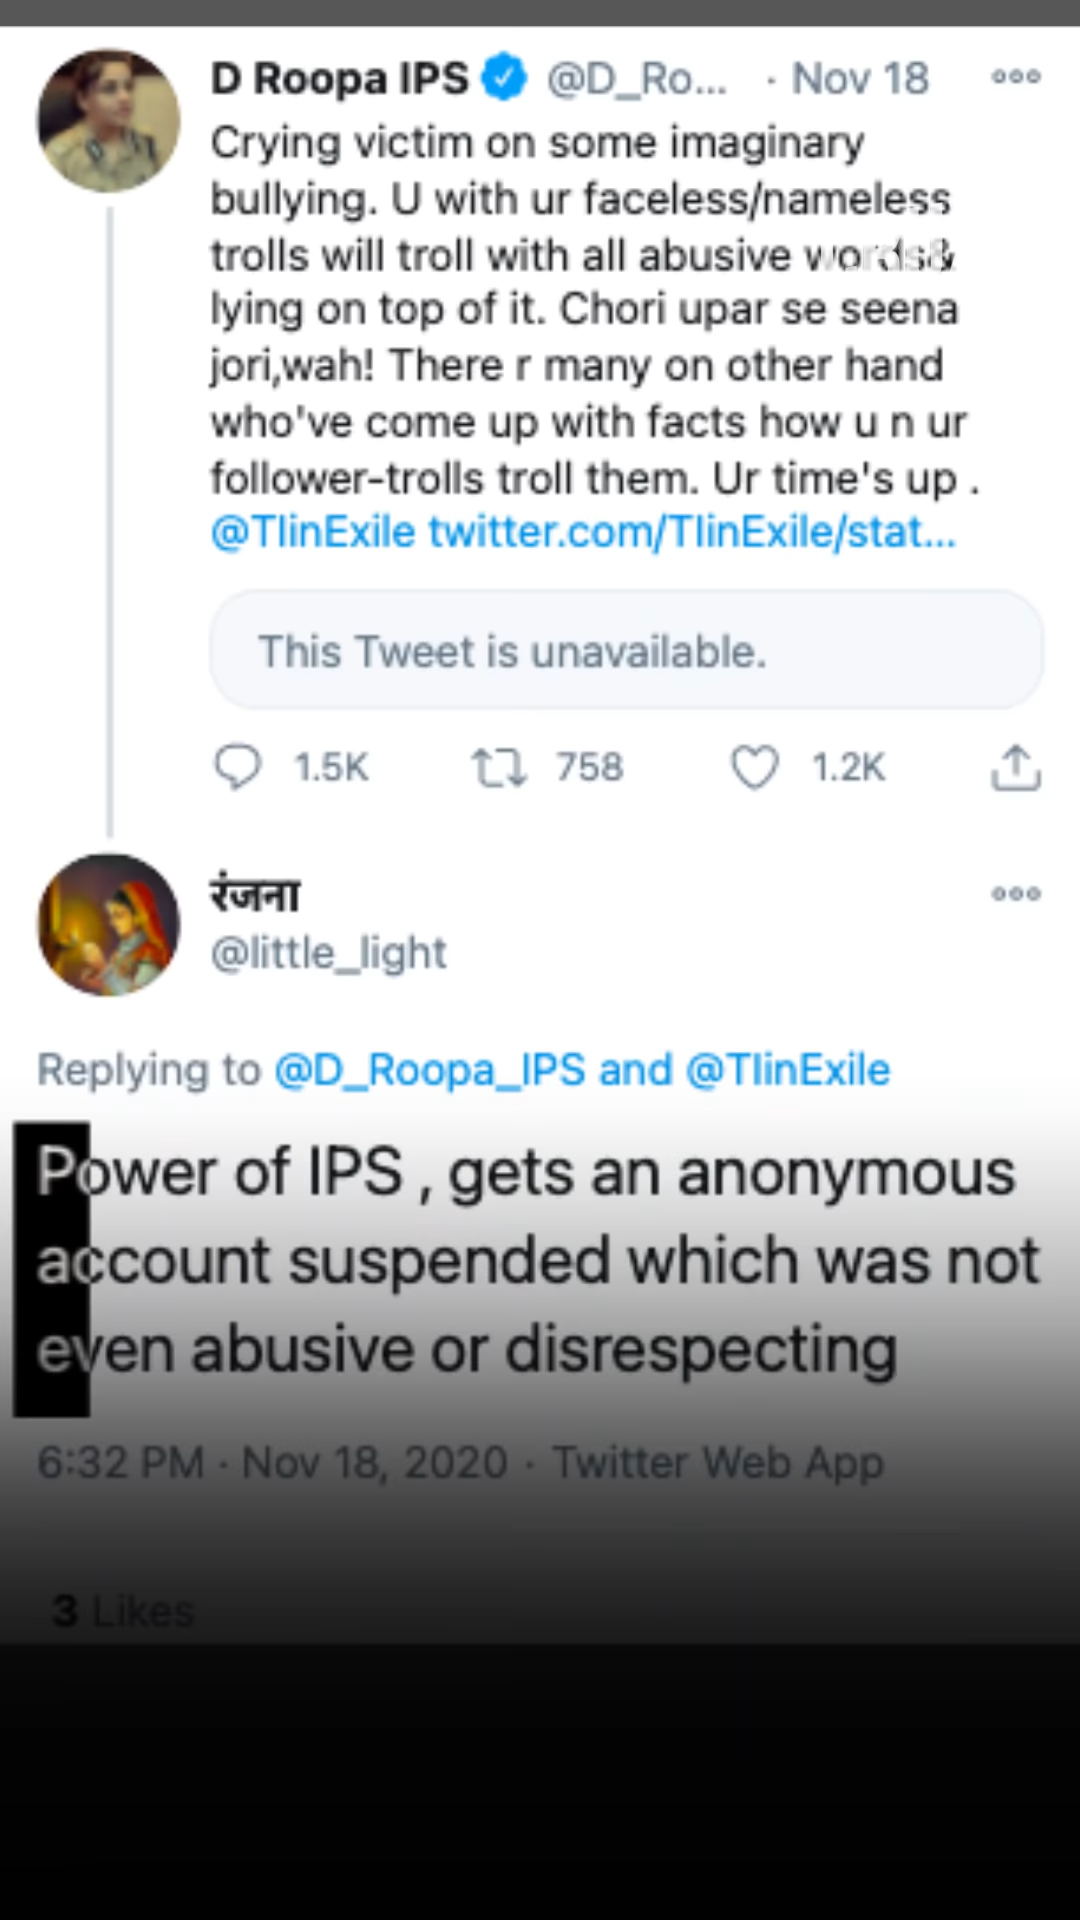 D Roopa IPS @D_Ro... · Nov 18
Crying victim on some imaginary
bullying. U with ur faceless/nameless
trolls will troll with all abusive words&
lying on top of it. Chori upar se seena
jori,wah! There r many on other hand
who've come up with facts how u n ur
follower-trolls troll them. Ur time's up .
@TIinExile twitter.com/TIinExile/stat...
This Tweet is unavailable.
1.5K 758 1.2K
रंजना
@little_light
Replying to @D_Roopa_IPS and @TIinExile
Power of IPS , gets an anonymous
account suspended which was not
even abusive or disrespecting
6:32 PM · Nov 18, 2020 · Twitter Web App
3 Likes